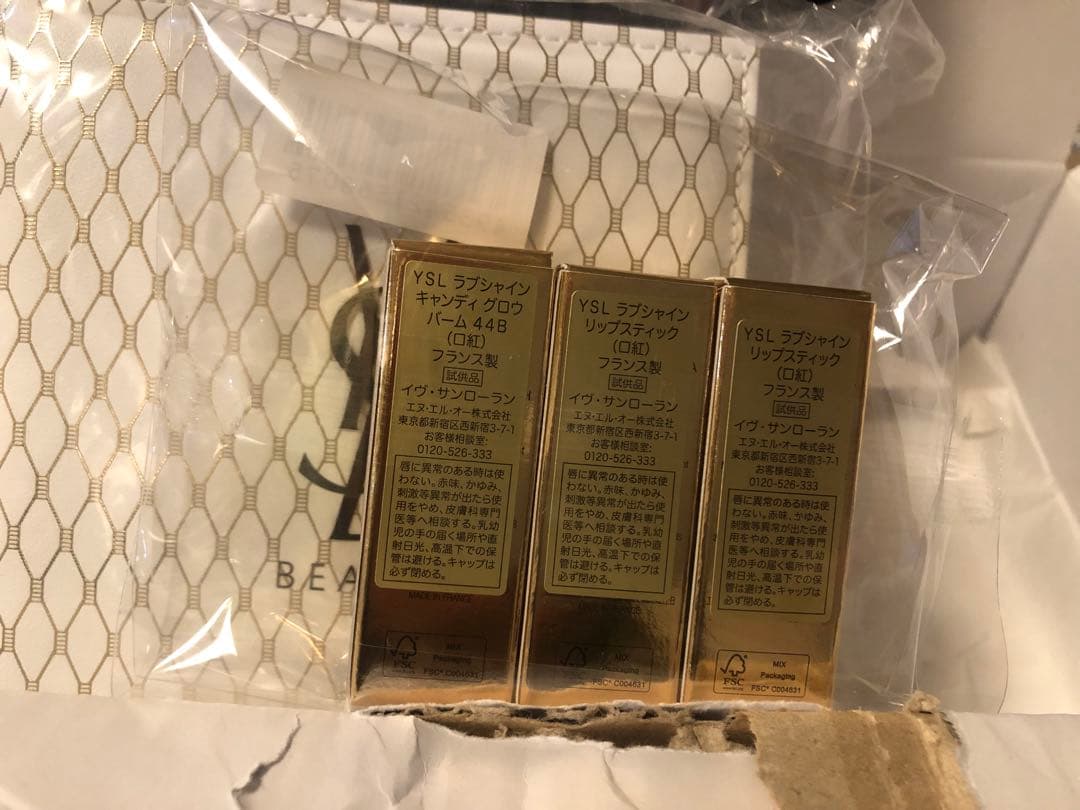 YSL ラブシャイン
キャンディ グロウ
バーム 44B
(口紅)
フランス製
試供品
イヴ・サンローラン
エヌ・エル・オー株式会社
東京都新宿区西新宿3-7-1
お客様相談室:
0120-526-333
唇に異常のある時は使
わない。赤味、かゆみ、
刺激等異常が出たら使
用をやめ、皮膚科専門
医等へ相談する。乳幼
児の手の届く場所や直
射日光、高温下での保
管は避ける。キャップは
必ず閉める。
MADE IN FRANCE
FSC
MIX
Packaging
FSC® C004631
YSL ラブシャイン
リップスティック
(口紅)
フランス製
試供品
イヴ・サンローラン
エヌ・エル・オー株式会社
東京都新宿区西新宿3-7-1
お客様相談室:
0120-526-333
唇に異常のある時は使
わない。赤味、かゆみ、
刺激等異常が出たら使
用をやめ、皮膚科専門
医等へ相談する。乳幼
児の手の届く場所や直
射日光、高温下での保
管は避ける。キャップは
必ず閉める。
FSC
MIX
Packaging
FSC® C004631
YSL ラブシャイン
リップスティック
(口紅)
フランス製
試供品
イヴ・サンローラン
エヌ・エル・オー株式会社
東京都新宿区西新宿3-7-1
お客様相談室:
0120-526-333
唇に異常のある時は使
わない。赤味、かゆみ、
刺激等異常が出たら使
用をやめ、皮膚科専門
医等へ相談する。乳幼
児の手の届く場所や直
射日光、高温下での保
管は避ける。キャップは
必ず閉める。
FSC
MIX
Packaging
FSC® C004631
BEA